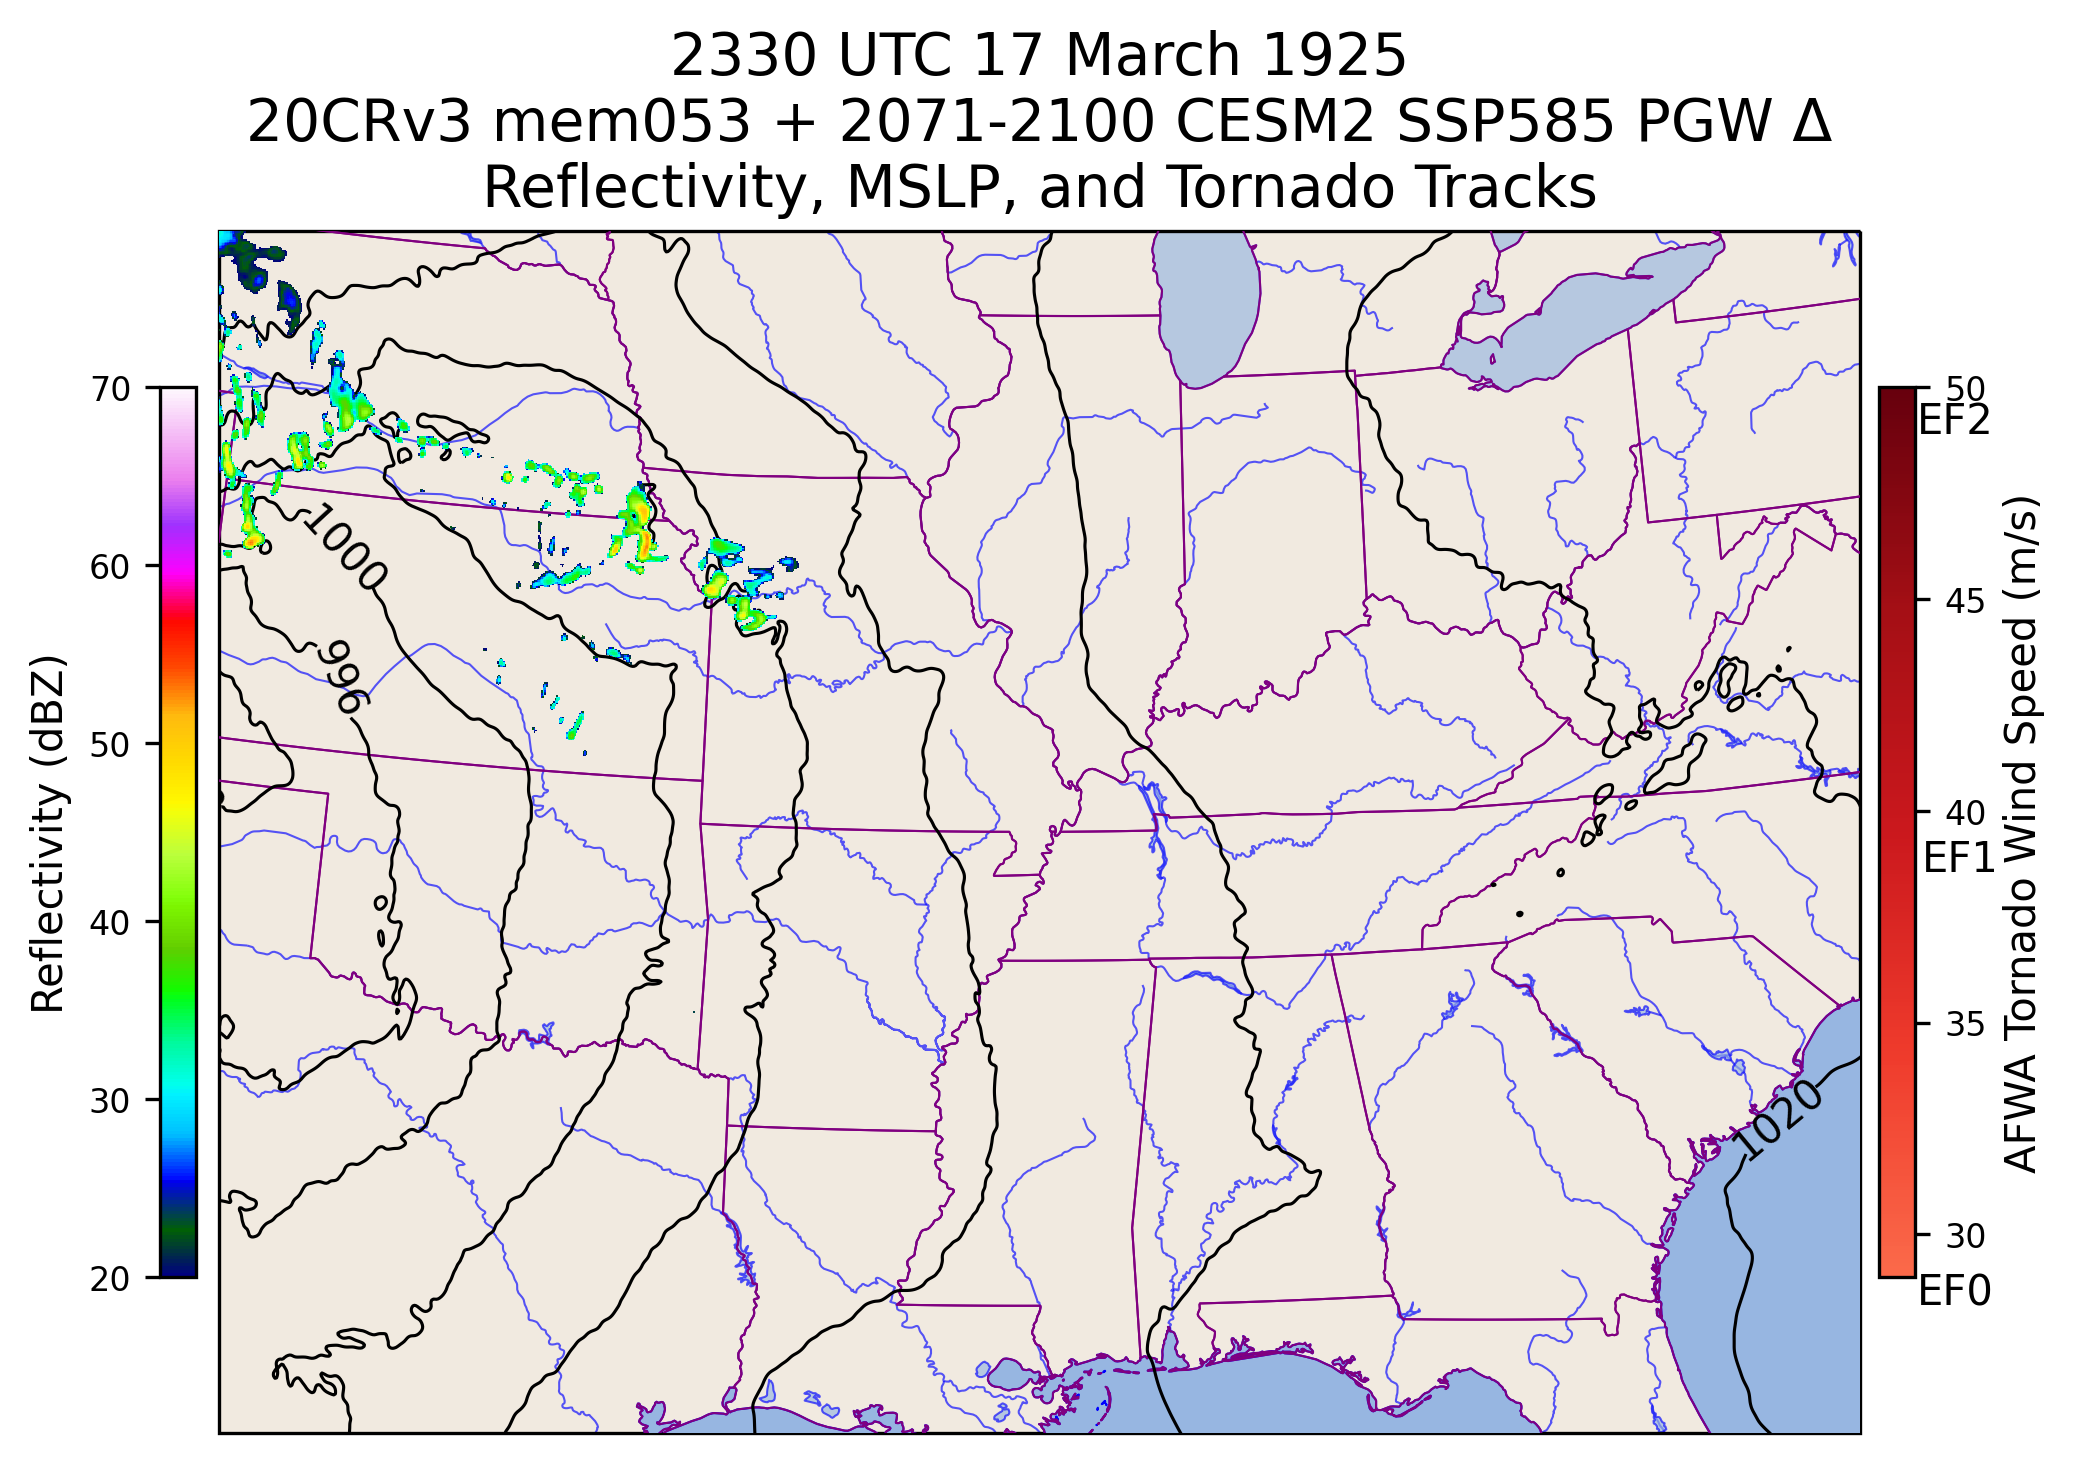 2330 UTC 17 March 1925
20CRv3 mem053 + 2071-2100 CESM2 SSP585 PGW Δ
Reflectivity, MSLP, and Tornado Tracks
70
60
50
40
30
20
Reflectivity (dBZ)
1000
996
1020
50
EF2
45
40
EF1
35
30
EF0
AFWA Tornado Wind Speed (m/s)